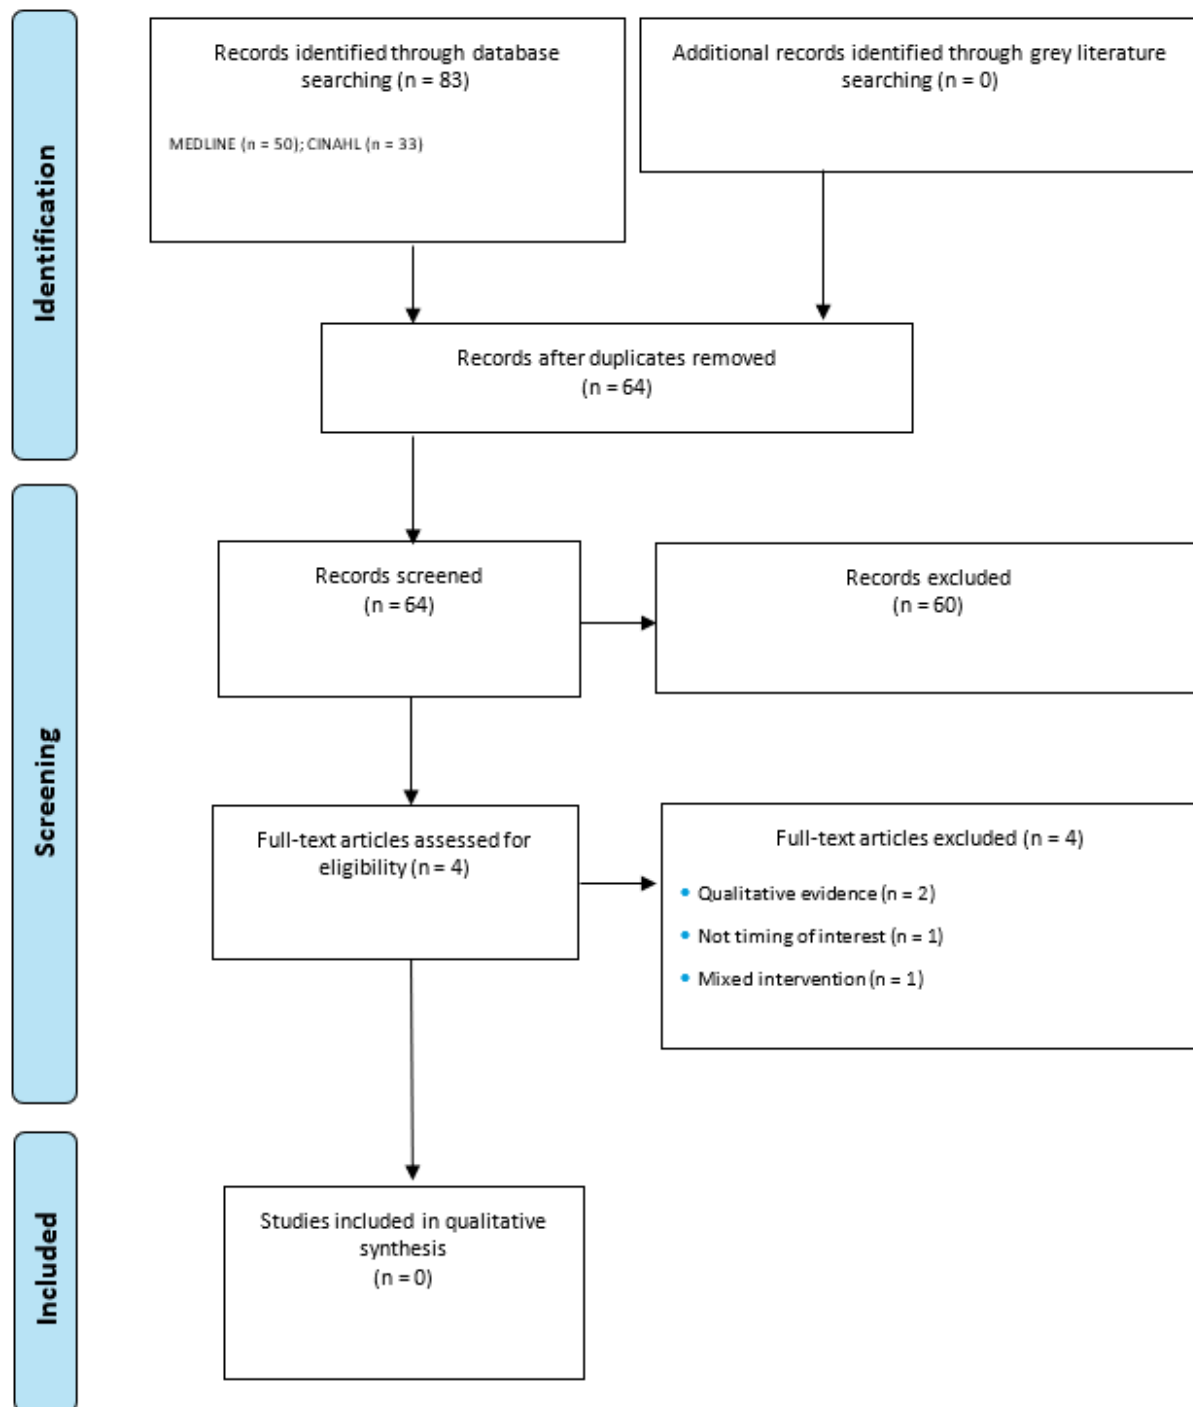 Identification
Records identified through database
searching (n = 83)
MEDLINE (n = 50); CINAHL (n = 33)
Additional records identified through grey literature
searching (n = 0)
Records after duplicates removed
(n = 64)
Screening
Records screened
(n = 64)
Records excluded
(n = 60)
Full-text articles assessed for
eligibility (n = 4)
Full-text articles excluded (n = 4)
• Qualitative evidence (n = 2)
• Not timing of interest (n = 1)
• Mixed intervention (n = 1)
Included
Studies included in qualitative
synthesis
(n = 0)